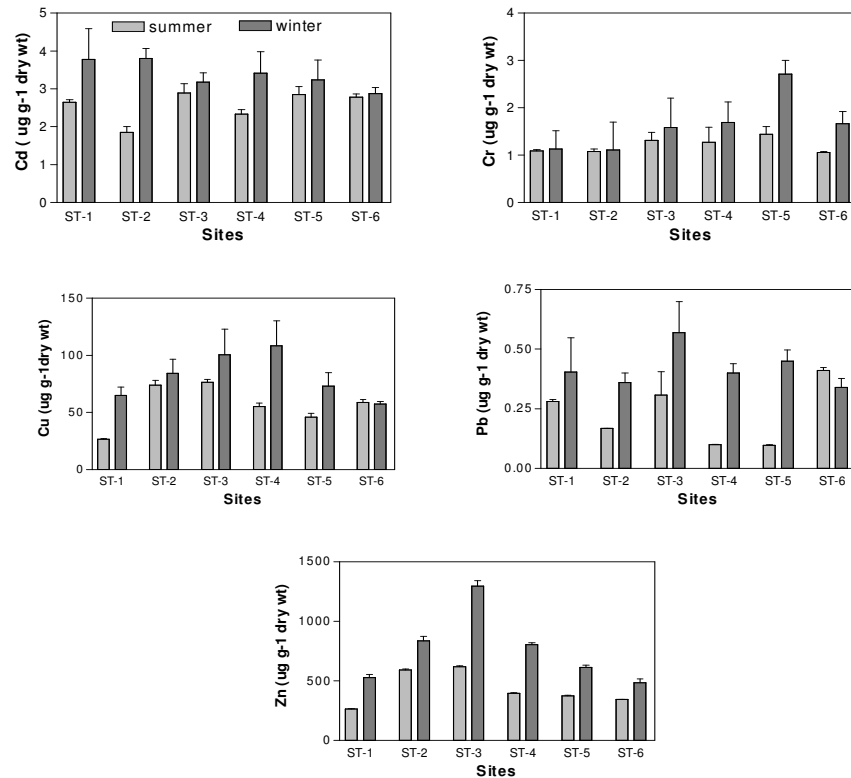 summer winter
Cd ( ug g-1 dry wt)
5
4
3
2
1
0
ST-1 ST-2 ST-3 ST-4 ST-5 ST-6
Sites
Cr (ug g-1 dry wt)
4
3
2
1
0
ST-1 ST-2 ST-3 ST-4 ST-5 ST-6
Sites
Cu (ug g-1dry wt)
150
100
50
0
ST-1 ST-2 ST-3 ST-4 ST-5 ST-6
Sites
Pb (ug g-1 dry wt)
0.75
0.50
0.25
0.00
ST-1 ST-2 ST-3 ST-4 ST-5 ST-6
Sites
Zn (ug g-1 dry wt)
1500
1000
500
0
ST-1 ST-2 ST-3 ST-4 ST-5 ST-6
Sites